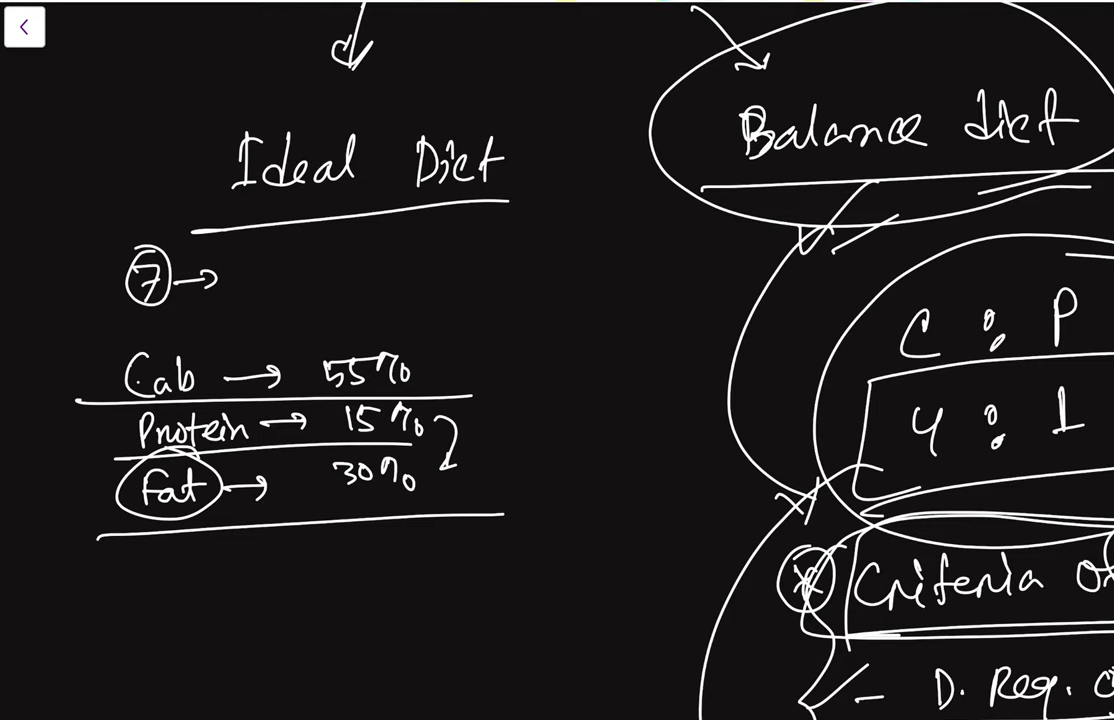 Ideal Diet
7 →
Cab → 55%
Protein → 15%
Fat → 30%
Balance diet
C : P
4 : 1
Criteria of
- D. Req.